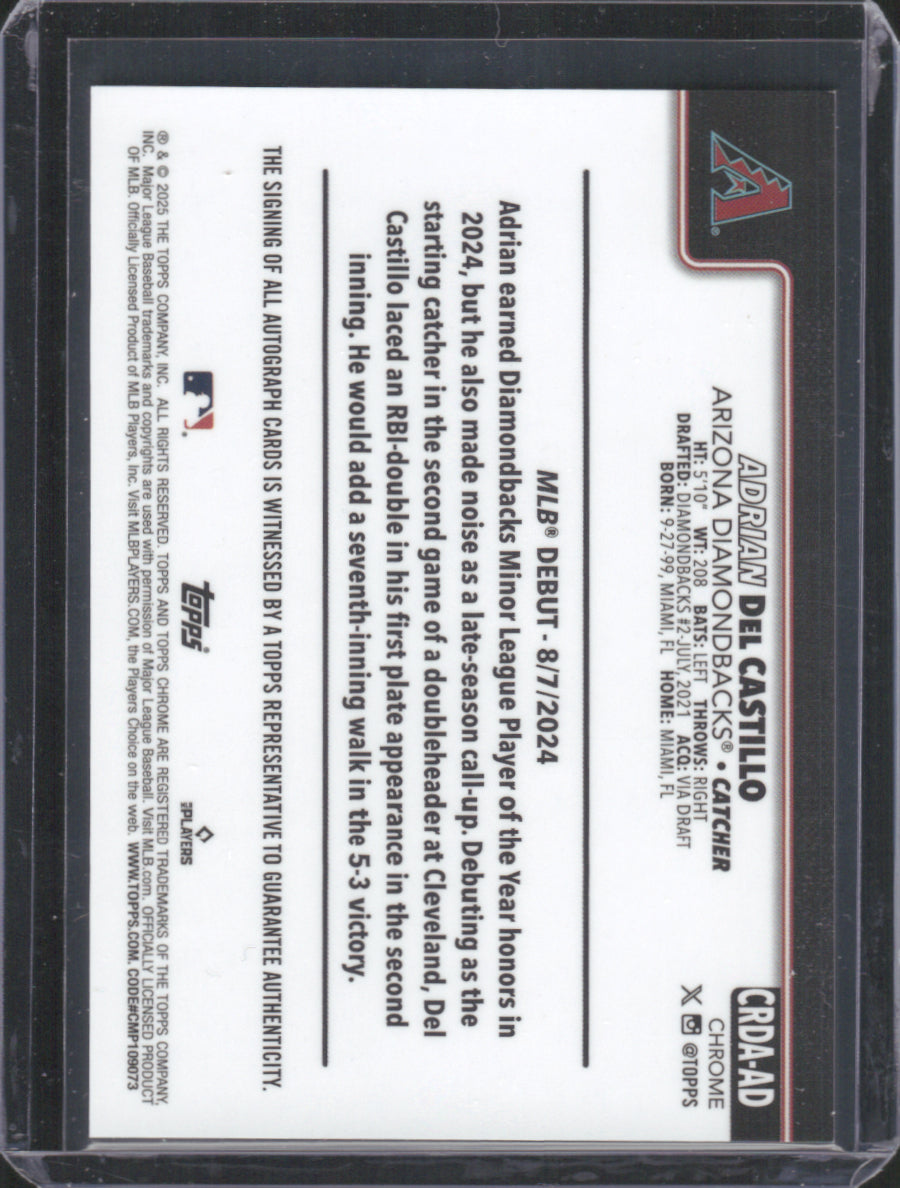 CRDA-AD
CHROME
@TOPPS
ADRIAN DEL CASTILLO
ARIZONA DIAMONDBACKS® • CATCHER
HT: 5'10" WT: 208 BATS: LEFT THROWS: RIGHT
DRAFTED: DIAMONDBACKS #2-JULY, 2021 ACQ: VIA DRAFT
BORN: 9-27-99, MIAMI, FL HOME: MIAMI, FL
MLB® DEBUT - 8/7/2024
Adrian earned Diamondbacks Minor League Player of the Year honors in
2024, but he also made noise as a late-season call-up. Debuting as the
starting catcher in the second game of a doubleheader at Cleveland, Del
Castillo laced an RBI-double in his first plate appearance in the second
inning. He would add a seventh-inning walk in the 5-3 victory.
THE SIGNING OF ALL AUTOGRAPH CARDS IS WITNESSED BY A TOPPS REPRESENTATIVE TO GUARANTEE AUTHENTICITY.
topps®
MLB PLAYERS
® & © 2025 THE TOPPS COMPANY, INC. ALL RIGHTS RESERVED. TOPPS AND TOPPS CHROME ARE REGISTERED TRADEMARKS OF THE TOPPS COMPANY,
INC. Major League Baseball trademarks and copyrights are used with permission of Major League Baseball. Visit MLB.com. OFFICIALLY LICENSED PRODUCT
OF MLB. Officially Licensed Product of MLB Players, Inc. Visit MLBPLAYERS.COM, the Players Choice on the web. WWW.TOPPS.COM. CODE#CMP109073